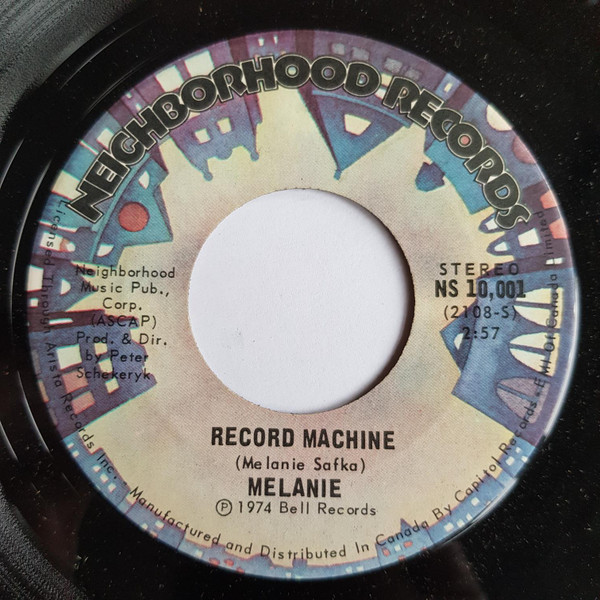 NEIGHBORHOOD RECORDS
Neighborhood
Music Pub.,
Corp.
(ASCAP)
Prod. & Dir.
by Peter
Schekeryk
STEREO
NS 10,001
(2108-S)
2:57
RECORD MACHINE
(Melanie Safka)
MELANIE
Ⓟ 1974 Bell Records
Licensed Through Arista Records Inc. Manufactured and Distributed In Canada By Capitol Records - EMI Of Canada Limited